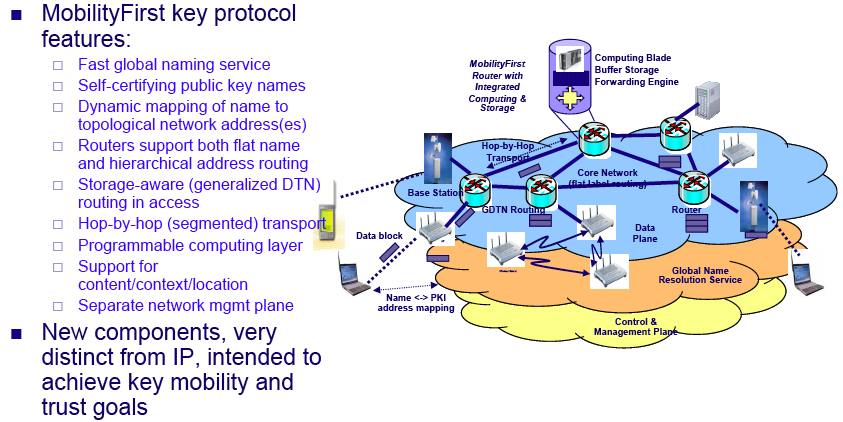 MobilityFirst key protocol
features:
Fast global naming service
Self-certifying public key names
Dynamic mapping of name to
topological network address(es)
Routers support both flat name
and hierarchical address routing
Storage-aware (generalized DTN)
routing in access
Hop-by-hop (segmented) transport
Programmable computing layer
Support for
content/context/location
Separate network mgmt plane
New components, very
distinct from IP, intended to
achieve key mobility and
trust goals
MobilityFirst
Router with
Integrated
Computing &
Storage
Computing Blade
Buffer Storage
Forwarding Engine
Hop-by-Hop
Transport
Base Station
Core Network
(flat label routing)
GDTN Routing
Router
Data block
Data
Plane
Global Name
Resolution Service
Name <-> PKI
address mapping
Control &
Management Plane